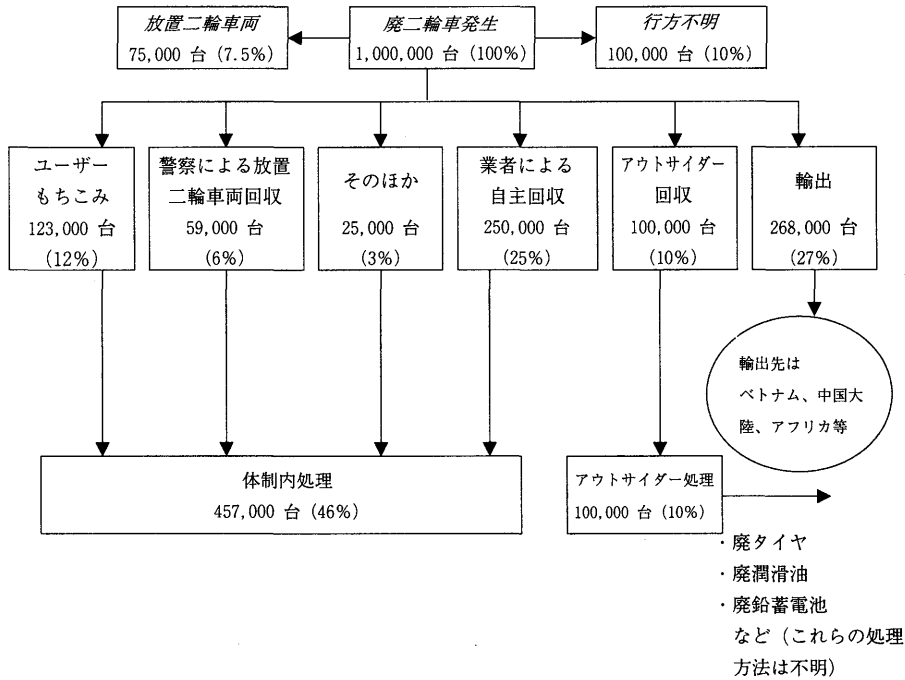 放置二輪車両
75,000 台 (7.5%)
廃二輪車発生
1,000,000 台 (100%)
行方不明
100,000 台 (10%)
ユーザー
もちこみ
123,000 台
(12%)
警察による放置
二輪車両回収
59,000 台
(6%)
そのほか
25,000 台
(3%)
業者による
自主回収
250,000 台
(25%)
アウトサイダー
回収
100,000 台
(10%)
輸出
268,000 台
(27%)
輸出先は
ベトナム、中国大
陸、アフリカ等
体制内処理
457,000 台 (46%)
アウトサイダー処理
100,000 台 (10%)
・廃タイヤ
・廃潤滑油
・廃鉛蓄電池
など (これらの処理
方法は不明)